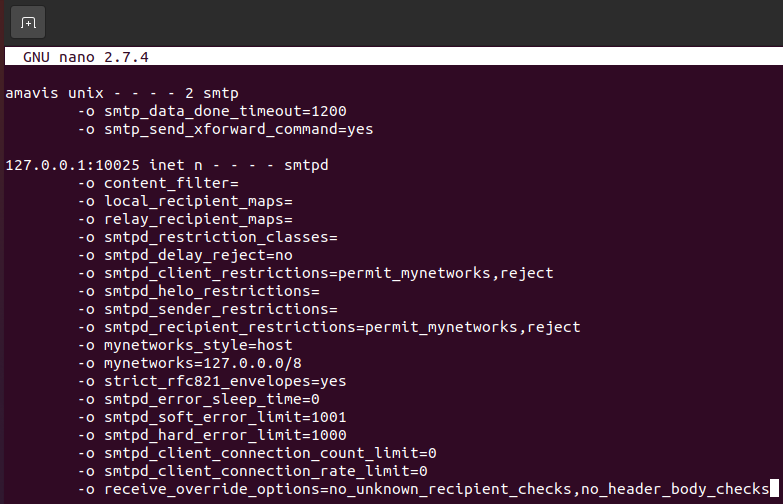 GNU nano 2.7.4
amavis unix - - - - 2 smtp
-o smtp_data_done_timeout=1200
-o smtp_send_xforward_command=yes
127.0.0.1:10025 inet n - - - - smtpd
-o content_filter=
-o local_recipient_maps=
-o relay_recipient_maps=
-o smtpd_restriction_classes=
-o smtpd_delay_reject=no
-o smtpd_client_restrictions=permit_mynetworks,reject
-o smtpd_helo_restrictions=
-o smtpd_sender_restrictions=
-o smtpd_recipient_restrictions=permit_mynetworks,reject
-o mynetworks_style=host
-o mynetworks=127.0.0.0/8
-o strict_rfc821_envelopes=yes
-o smtpd_error_sleep_time=0
-o smtpd_soft_error_limit=1001
-o smtpd_hard_error_limit=1000
-o smtpd_client_connection_count_limit=0
-o smtpd_client_connection_rate_limit=0
-o receive_override_options=no_unknown_recipient_checks,no_header_body_checks